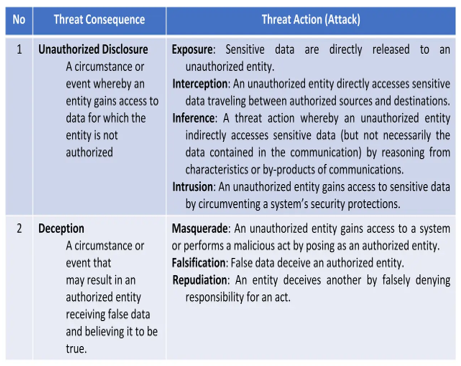 No Threat Consequence Threat Action (Attack)
1 Unauthorized Disclosure
A circumstance or
event whereby an
entity gains access to
data for which the
entity is not
authorized
Exposure: Sensitive data are directly released to an
unauthorized entity.
Interception: An unauthorized entity directly accesses sensitive
data traveling between authorized sources and destinations.
Inference: A threat action whereby an unauthorized entity
indirectly accesses sensitive data (but not necessarily the
data contained in the communication) by reasoning from
characteristics or by-products of communications.
Intrusion: An unauthorized entity gains access to sensitive data
by circumventing a system's security protections.
2 Deception
A circumstance or
event that
may result in an
authorized entity
receiving false data
and believing it to be
true.
Masquerade: An unauthorized entity gains access to a system
or performs a malicious act by posing as an authorized entity.
Falsification: False data deceive an authorized entity.
Repudiation: An entity deceives another by falsely denying
responsibility for an act.